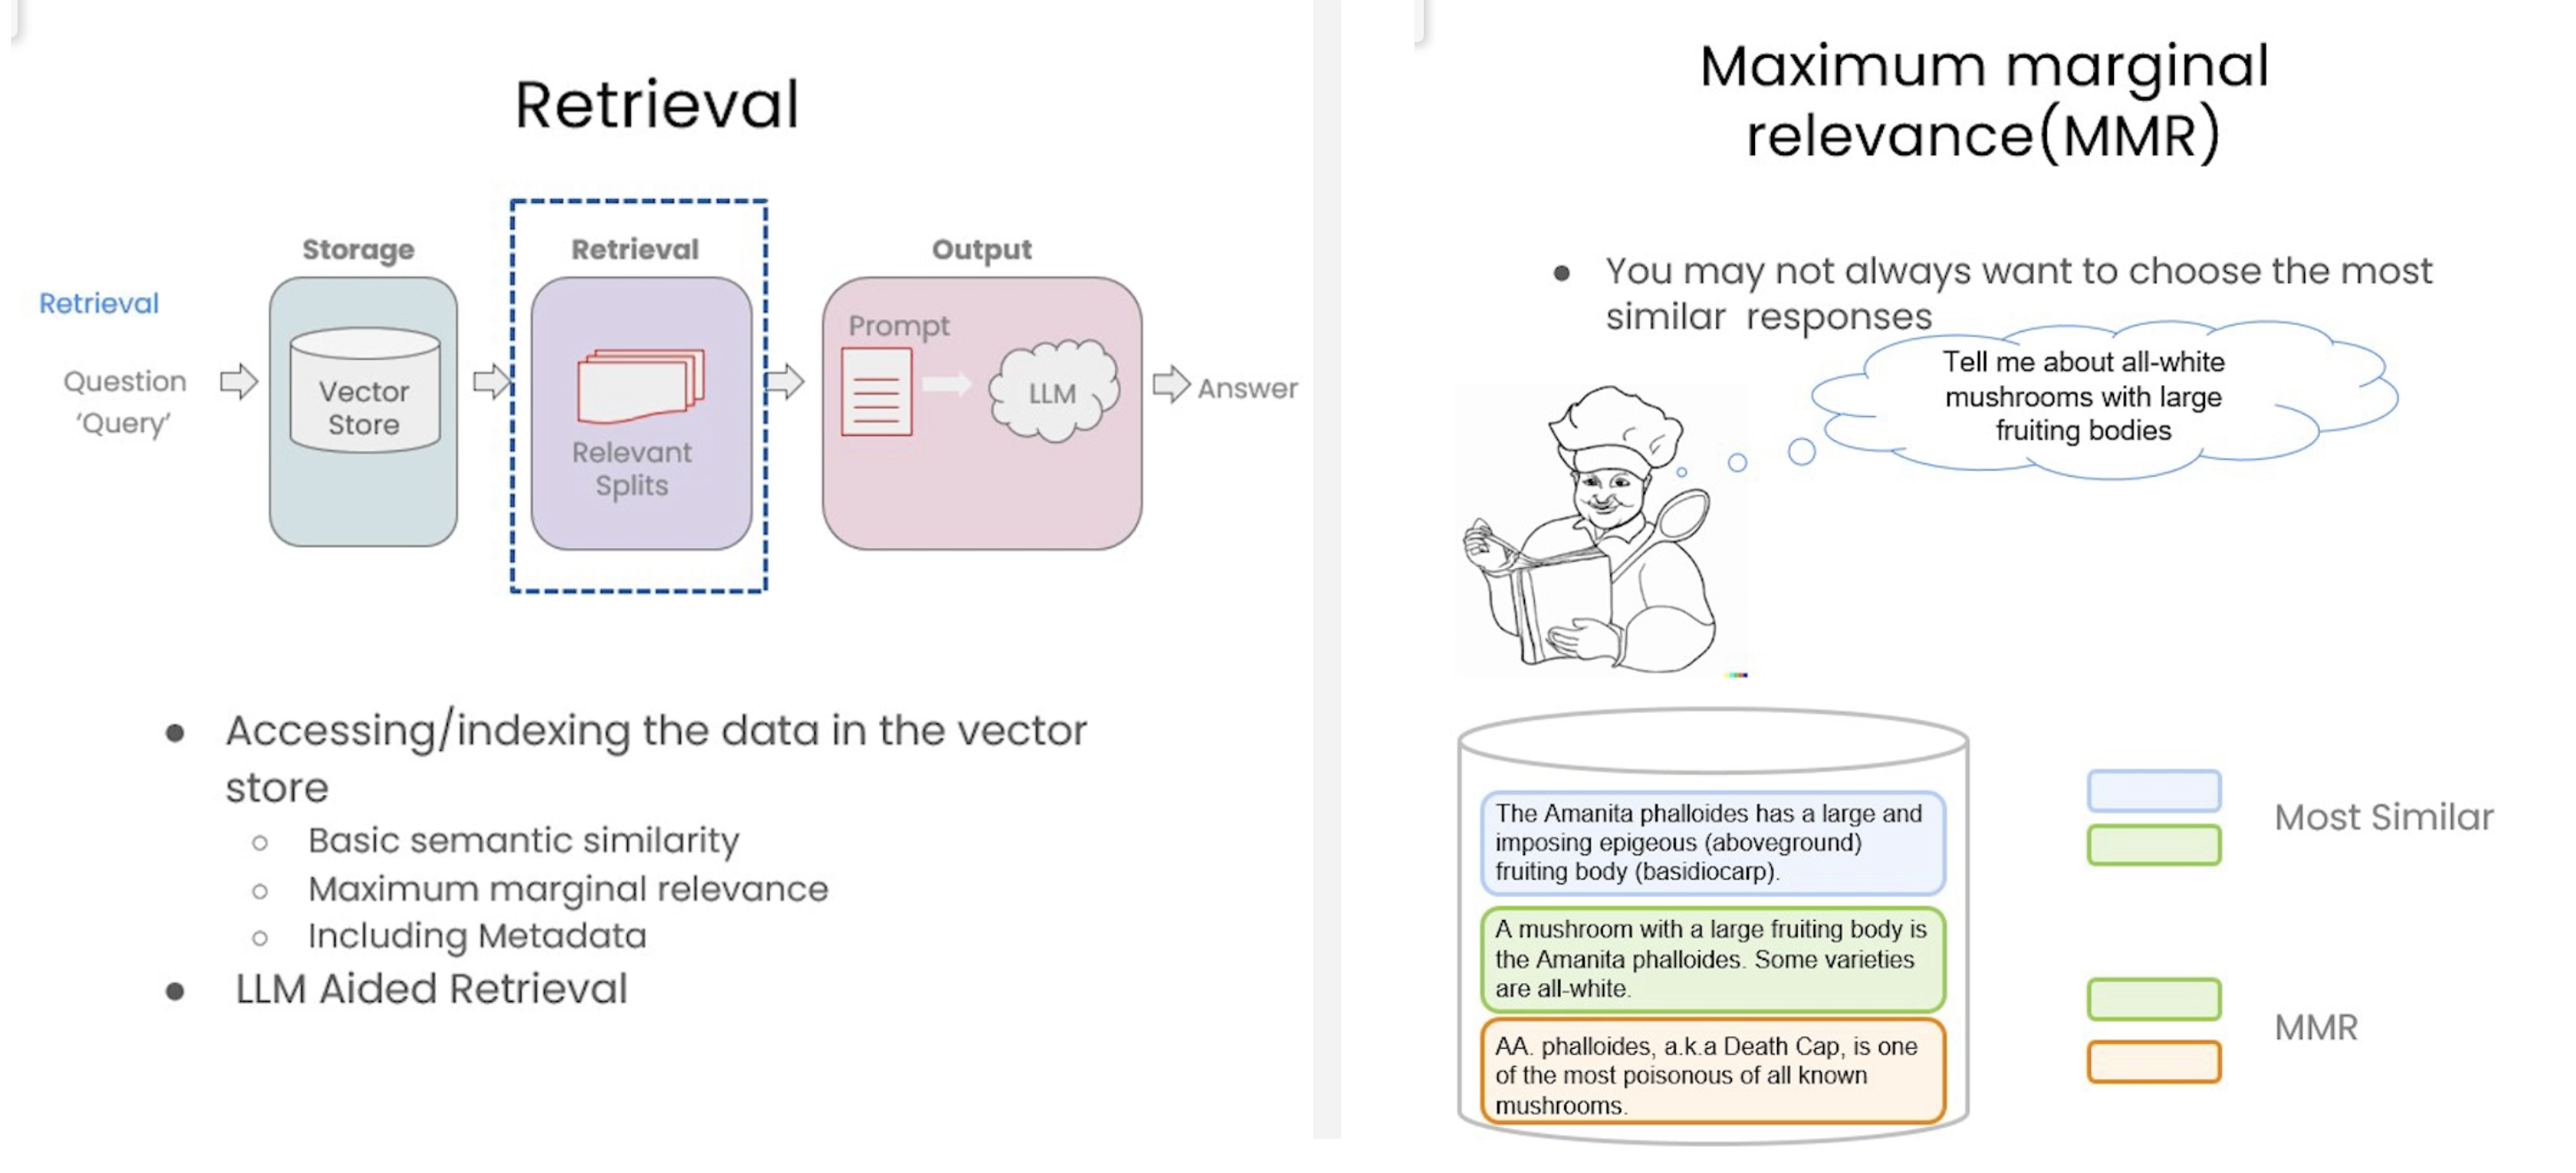 Retrieval
Storage
Retrieval
Output
Retrieval
Question
‘Query’
Vector
Store
Relevant
Splits
Prompt
LLM
Answer
● Accessing/indexing the data in the vector
store
○ Basic semantic similarity
○ Maximum marginal relevance
○ Including Metadata
● LLM Aided Retrieval
Maximum marginal
relevance(MMR)
● You may not always want to choose the most
similar responses
Tell me about all-white
mushrooms with large
fruiting bodies
The Amanita phalloides has a large and
imposing epigeous (aboveground)
fruiting body (basidiocarp).
A mushroom with a large fruiting body is
the Amanita phalloides. Some varieties
are all-white.
AA. phalloides, a.k.a Death Cap, is one
of the most poisonous of all known
mushrooms.
Most Similar
MMR